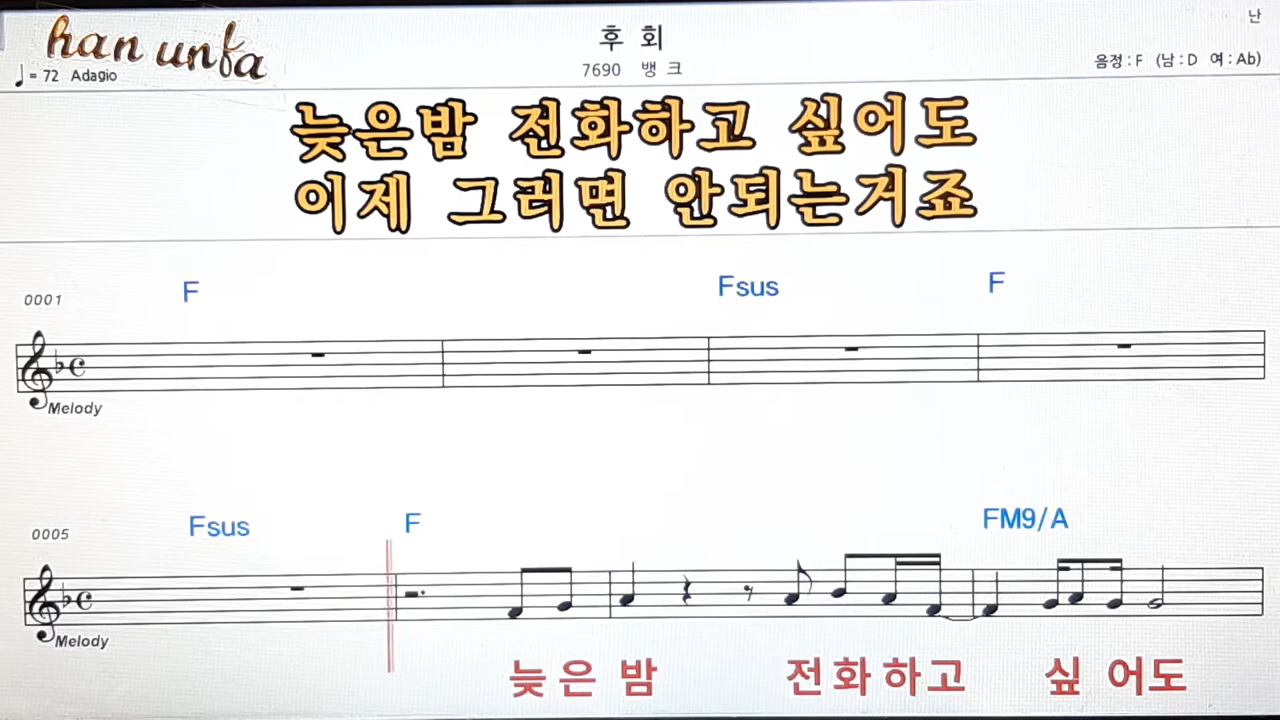 han unfa
난
후 회
♩= 72 Adagio
7690 뱅 크
음정 : F (남 : D 여 : Ab)
늦은밤 전화하고 싶어도
이제 그러면 안되는거죠
0001 F Fsus F
Melody
0005 Fsus F FM9/A
Melody
늦 은 밤 전화하고 싶 어도